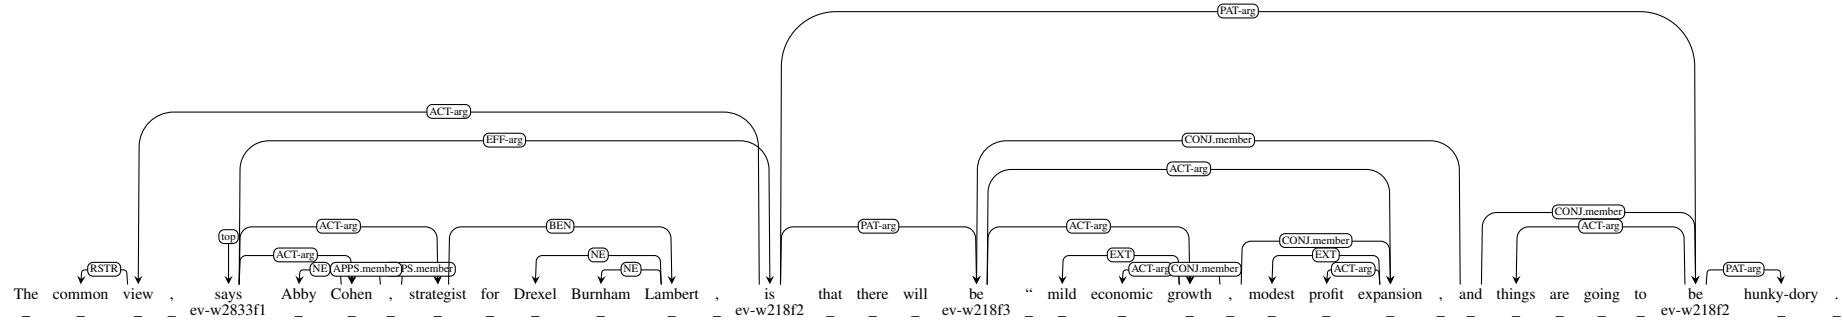 PAT-arg
ACT-arg
EFF-arg CONJ.member
ACT-arg
CONJ.member
ACT-arg BEN PAT-arg ACT-arg ACT-arg
top CONJ.member
ACT-arg NE EXT EXT
RSTR NE APPS.member PS.member NE ACT-arg CONJ.member ACT-arg PAT-arg
The common view , says Abby Cohen , strategist for Drexel Burnham Lambert , is that there will be “ mild economic growth , modest profit expansion , and things are going to be hunky-dory .
_ _ _ _ ev-w2833f1 _ _ _ _ _ _ _ _ _ ev-w218f2 _ _ _ ev-w218f3 _ _ _ _ _ _ _ _ _ _ _ _ _ _ ev-w218f2 _ _